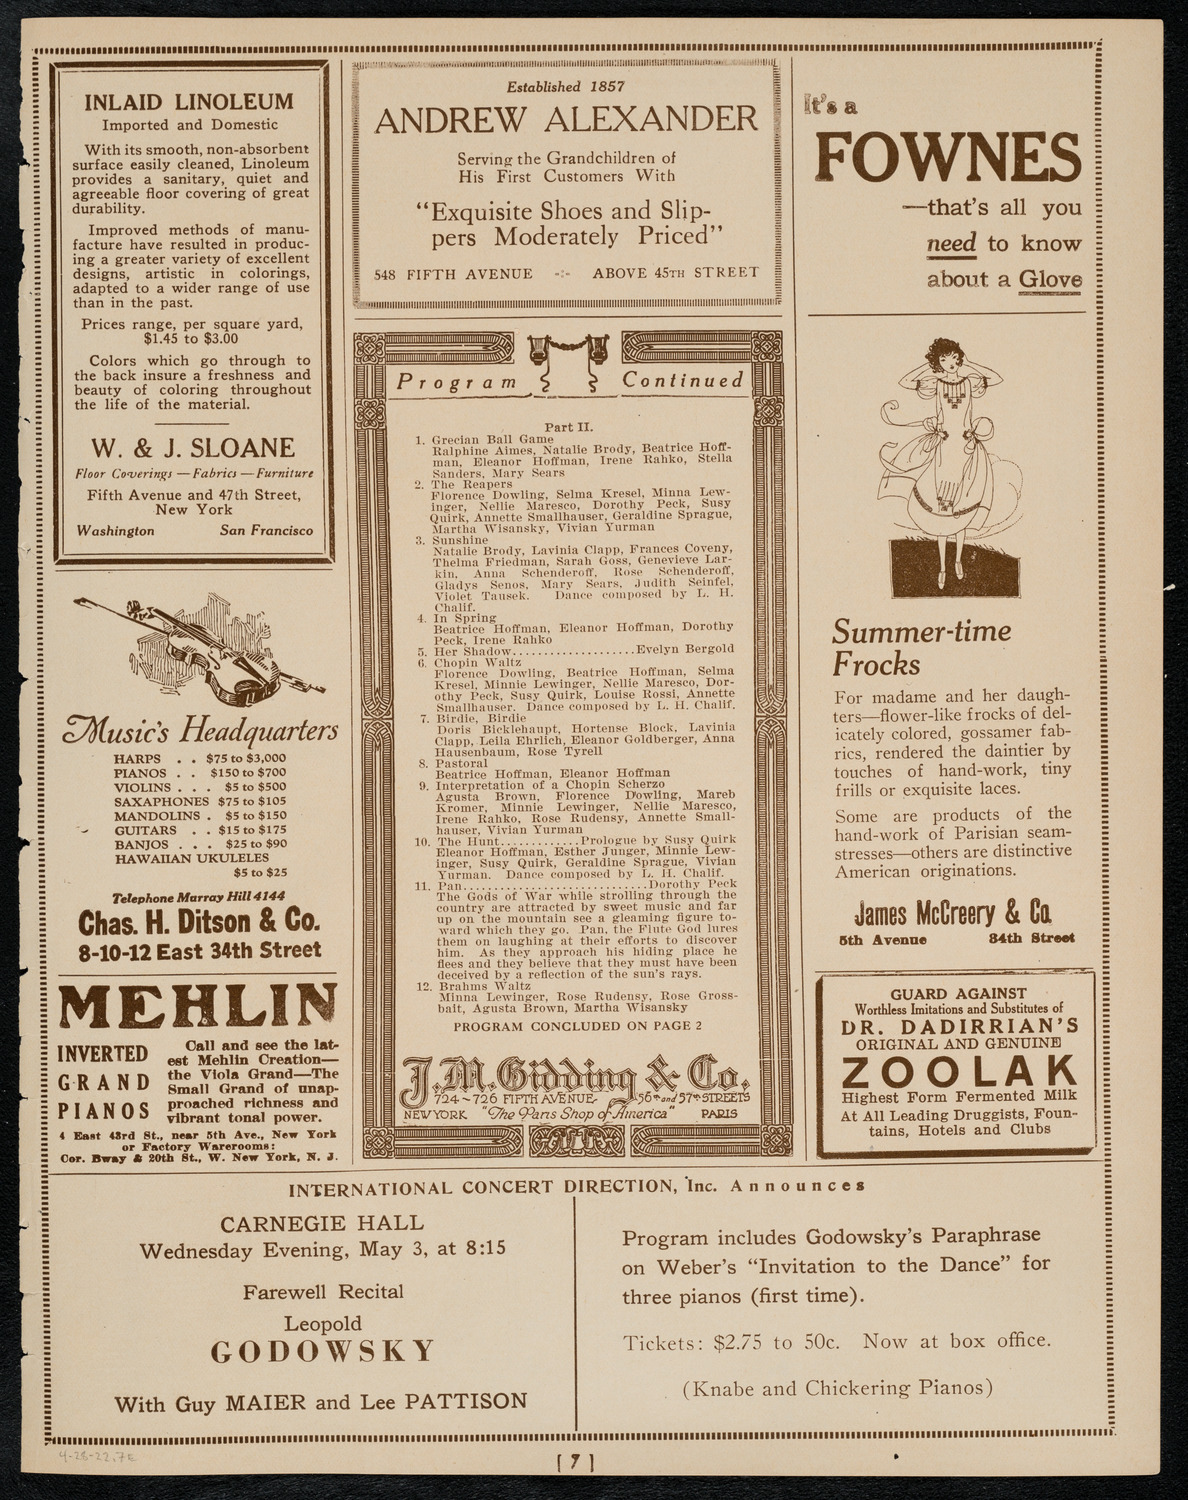 INLAID LINOLEUM
Imported and Domestic
With its smooth, non-absorbent
surface easily cleaned, Linoleum
provides a sanitary, quiet and
agreeable floor covering of great
durability.
Improved methods of manu-
facture have resulted in produc-
ing a greater variety of excellent
designs, artistic in colorings,
adapted to a wider range of use
than in the past.
Prices range, per square yard,
$1.45 to $3.00
Colors which go through to
the back insure a freshness and
beauty of coloring throughout
the life of the material.
W. & J. SLOANE
Floor Coverings — Fabrics — Furniture
Fifth Avenue and 47th Street,
New York
Washington San Francisco
Music's Headquarters
HARPS . . $75 to $3,000
PIANOS . . $150 to $700
VIOLINS . . . $5 to $500
SAXAPHONES $75 to $105
MANDOLINS . $5 to $150
GUITARS . . $15 to $175
BANJOS . . . $25 to $90
HAWAIIAN UKULELES
$5 to $25
Telephone Murray Hill 4144
Chas. H. Ditson & Co.
8-10-12 East 34th Street
MEHLIN
INVERTED
GRAND
PIANOS
Call and see the lat-
est Mehlin Creation—
the Viola Grand—The
Small Grand of unap-
proached richness and
vibrant tonal power.
4 East 43rd St., near 5th Ave., New York
or Factory Warerooms:
Cor. Bway & 20th St., W. New York, N. J.
Established 1857
ANDREW ALEXANDER
Serving the Grandchildren of
His First Customers With
"Exquisite Shoes and Slip-
pers Moderately Priced"
548 FIFTH AVENUE -:- ABOVE 45TH STREET
Program Continued
Part II.
1. Grecian Ball Game
Ralphine Aimes, Natalie Brody, Beatrice Hoff-
man, Eleanor Hoffman, Irene Rahko, Stella
Sanders, Mary Sears
2. The Reapers
Florence Dowling, Selma Kresel, Minna Lew-
inger, Nellie Maresco, Dorothy Peck, Susy
Quirk, Annette Smallhauser, Geraldine Sprague,
Martha Wisansky, Vivian Yurman
3. Sunshine
Natalie Brody, Lavinia Clapp, Frances Coveny,
Thelma Friedman, Sarah Goss, Genevieve Lar-
kin, Anna Schenderoff, Rose Schenderoff,
Gladys Senos, Mary Sears, Judith Seinfel,
Violet Tausek. Dance composed by L. H.
Chalif.
4. In Spring
Beatrice Hoffman, Eleanor Hoffman, Dorothy
Peck, Irene Rahko
5. Her Shadow....................Evelyn Bergold
6. Chopin Waltz
Florence Dowling, Beatrice Hoffman, Selma
Kresel, Minnie Lewinger, Nellie Maresco, Dor-
othy Peck, Susy Quirk, Louise Rossi, Annette
Smallhauser. Dance composed by L. H. Chalif.
7. Birdie, Birdie
Doris Bicklehaupt, Hortense Block, Lavinia
Clapp, Leila Ehrlich, Eleanor Goldberger, Anna
Hausenbaum, Rose Tyrell
8. Pastoral
Beatrice Hoffman, Eleanor Hoffman
9. Interpretation of a Chopin Scherzo
Agusta Brown, Florence Dowling, Mareb
Kromer, Minnie Lewinger, Nellie Maresco,
Irene Rahko, Rose Rudensy, Annette Small-
hauser, Vivian Yurman
10. The Hunt............Prologue by Susy Quirk
Eleanor Hoffman, Esther Junger, Minnie Lew-
inger, Susy Quirk, Geraldine Sprague, Vivian
Yurman. Dance composed by L. H. Chalif.
11. Pan............................Dorothy Peck
The Gods of War while strolling through the
country are attracted by sweet music and far
up on the mountain see a gleaming figure to-
ward which they go. Pan, the Flute God lures
them on laughing at their efforts to discover
him. As they approach his hiding place he
flees and they believe that they must have been
deceived by a reflection of the sun's rays.
12. Brahms Waltz
Minna Lewinger, Rose Rudensy, Rose Gross-
bait, Agusta Brown, Martha Wisansky
PROGRAM CONCLUDED ON PAGE 2
J.M. Gidding & Co.
724~726 FIFTH AVENUE- 56th and 57th STREETS
NEW YORK "The Paris Shop of America" PARIS
It's a
FOWNES
—that's all you
need to know
about a Glove
Summer-time
Frocks
For madame and her daugh-
ters—flower-like frocks of del-
icately colored, gossamer fab-
rics, rendered the daintier by
touches of hand-work, tiny
frills or exquisite laces.
Some are products of the
hand-work of Parisian seam-
stresses—others are distinctive
American originations.
James McCreery & Co.
5th Avenue 34th Street
GUARD AGAINST
Worthless Imitations and Substitutes of
DR. DADIRRIAN'S
ORIGINAL AND GENUINE
ZOOLAK
Highest Form Fermented Milk
At All Leading Druggists, Foun-
tains, Hotels and Clubs
INTERNATIONAL CONCERT DIRECTION, Inc. Announces
CARNEGIE HALL
Wednesday Evening, May 3, at 8:15
Farewell Recital
Leopold
GODOWSKY
With Guy MAIER and Lee PATTISON
Program includes Godowsky's Paraphrase
on Weber's "Invitation to the Dance" for
three pianos (first time).
Tickets: $2.75 to 50c. Now at box office.
(Knabe and Chickering Pianos)
4-28-22,7E
[ 7 ]